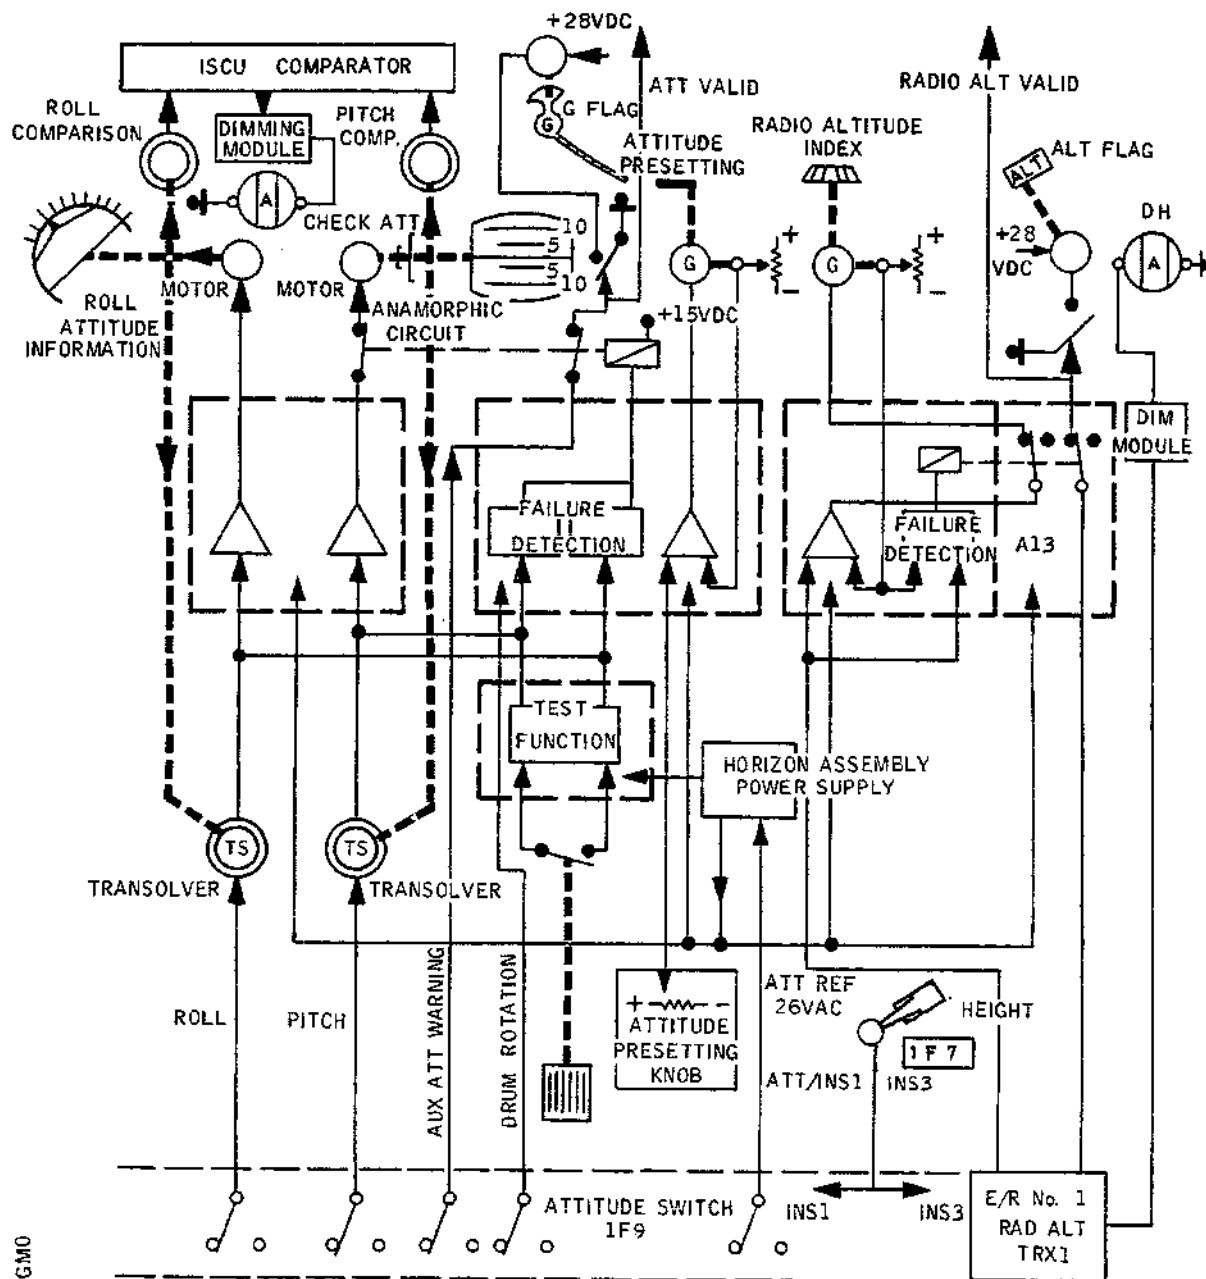 +28VDC
ISCU COMPARATOR
ATT VALID
RADIO ALT VALID
ROLL
COMPARISON
DIMMING
MODULE
PITCH
COMP.
G FLAG
G
ATTITUDE
PRESETTING
RADIO ALTITUDE
INDEX
ALT FLAG
ALT
A
CHECK ATT
10
5
5
10
DH
+28
VDC
A
G
+
-
G
+
-
MOTOR
MOTOR
ROLL
ATTITUDE
INFORMATION
ANAMORPHIC
CIRCUIT
+15VDC
DIM
MODULE
FAILURE
DETECTION
FAILURE
DETECTION
A13
TEST
FUNCTION
HORIZON ASSEMBLY
POWER SUPPLY
TS
TS
TRANSOLVER
TRANSOLVER
ROLL
PITCH
AUX ATT WARNING
DRUM ROTATION
+ -
ATTITUDE
PRESETTING
KNOB
ATT REF
26VAC
HEIGHT
1F7
ATT/INS1
INS3
ATTITUDE SWITCH
1F9
INS1
INS3
E/R No. 1
RAD ALT
TRX1
GMO